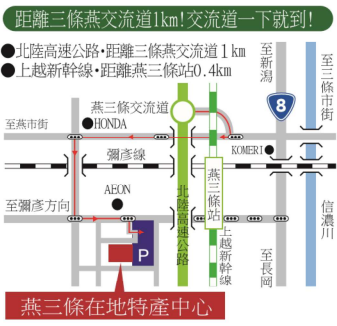 距離三條燕交流道1km!交流道一下就到!
●北陸高速公路·距離三條燕交流道1km
●上越新幹線·距離燕三條站0.4km
至新潟
至三條市街
8
燕三條交流道
至燕市街
●HONDA
KOMERI●
彌彥線
燕三條站
AEON
●
北陸高速公路
至彌彥方向
信濃川
上越新幹線
至長岡
P
燕三條在地特產中心